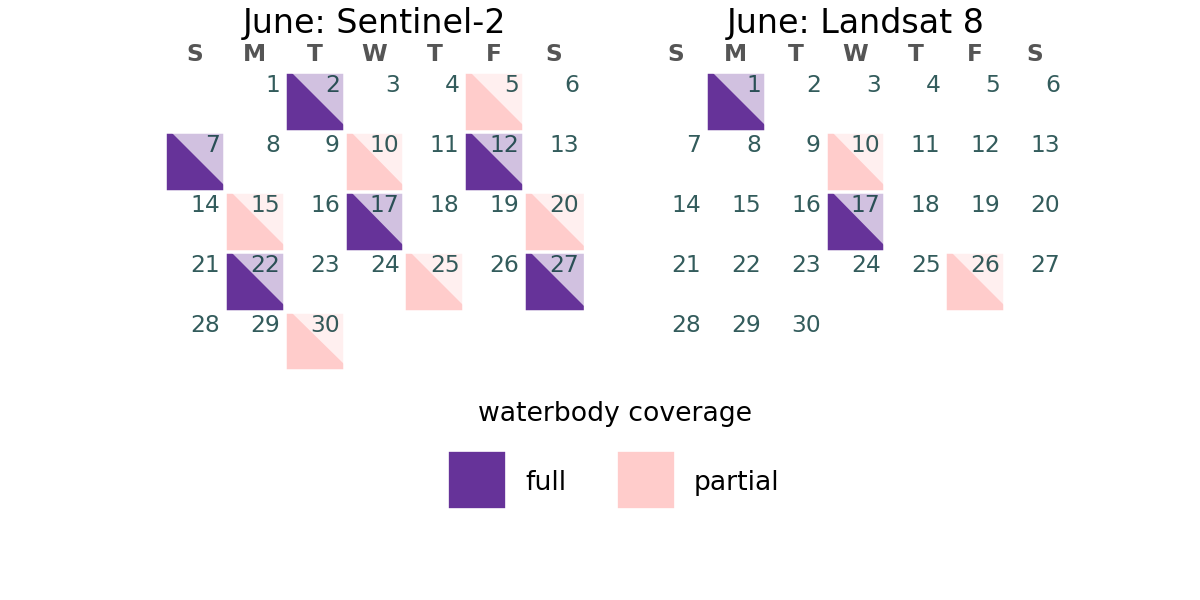 June: Sentinel-2
S M T W T F S
1 2 3 4 5 6
7 8 9 10 11 12 13
14 15 16 17 18 19 20
21 22 23 24 25 26 27
28 29 30
June: Landsat 8
S M T W T F S
1 2 3 4 5 6
7 8 9 10 11 12 13
14 15 16 17 18 19 20
21 22 23 24 25 26 27
28 29 30
waterbody coverage
full partial